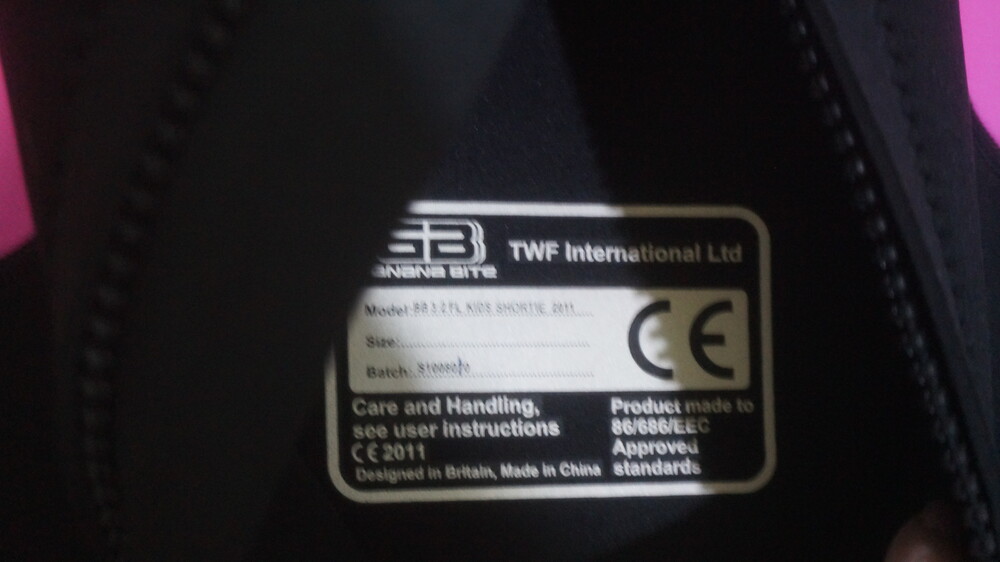 BANANA BITE
TWF International Ltd
Model: BB 3-2 FL KIDS SHORTIE 2011
Size:
Batch:
Care and Handling,
see user instructions
CE 2011
Designed in Britain, Made in China
CE
Product made to
86/686/EEC
Approved
standards